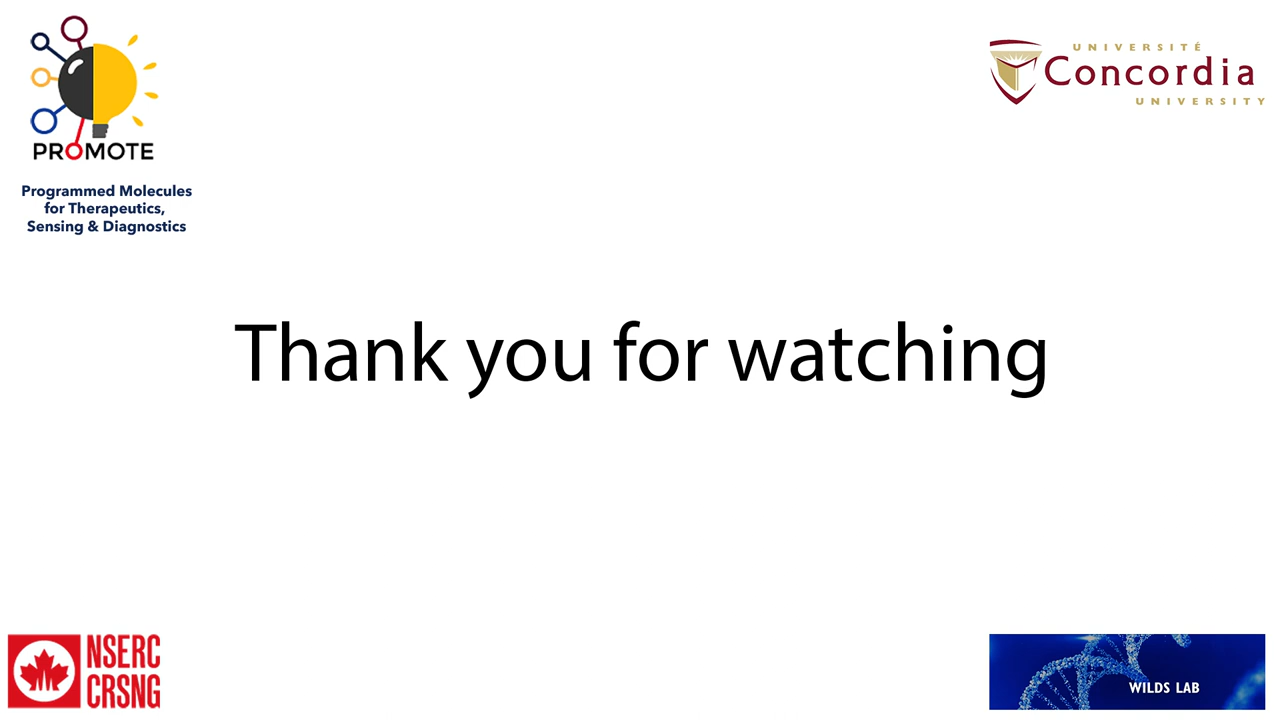 PROMOTE
Programmed Molecules
for Therapeutics,
Sensing & Diagnostics
UNIVERSITÉ
Concordia
UNIVERSITY
Thank you for watching
NSERC
CRSNG
WILDS LAB